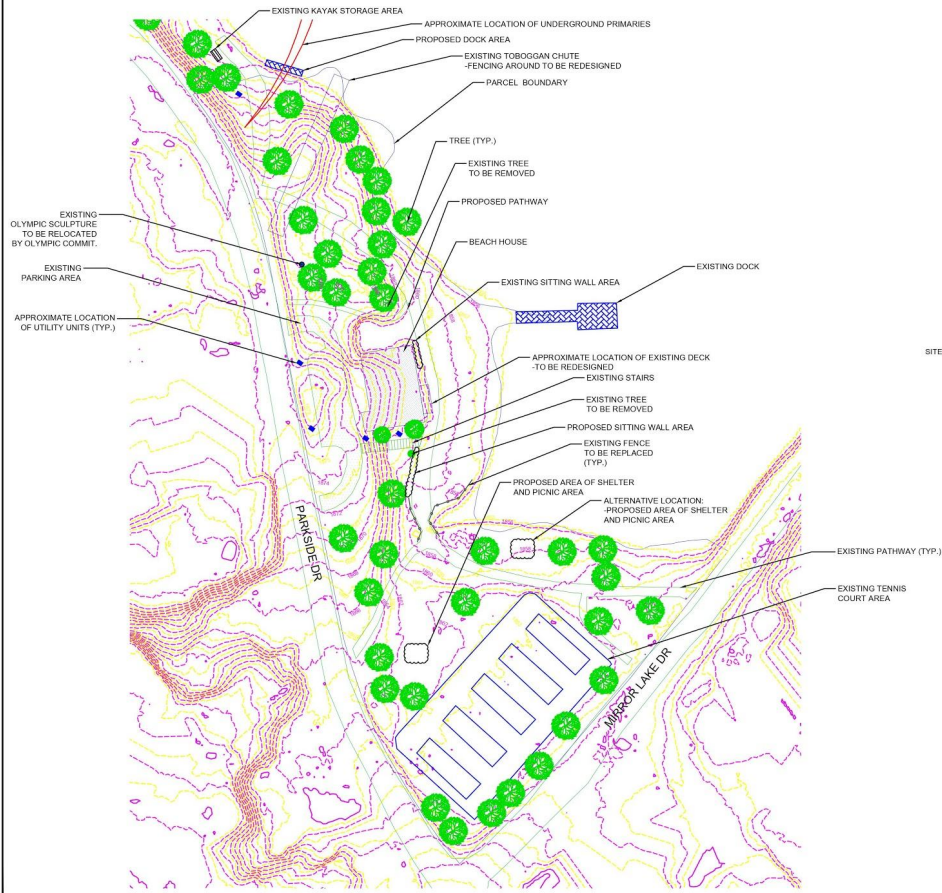 EXISTING KAYAK STORAGE AREA
APPROXIMATE LOCATION OF UNDERGROUND PRIMARIES
PROPOSED DOCK AREA
EXISTING TOBOGGAN CHUTE
-FENCING AROUND TO BE REDESIGNED
PARCEL BOUNDARY
TREE (TYP.)
EXISTING TREE
TO BE REMOVED
PROPOSED PATHWAY
BEACH HOUSE
EXISTING SITTING WALL AREA
EXISTING DOCK
EXISTING
OLYMPIC SCULPTURE
TO BE RELOCATED
BY OLYMPIC COMMIT.
EXISTING
PARKING AREA
APPROXIMATE LOCATION
OF UTILITY UNITS (TYP.)
SITE
APPROXIMATE LOCATION OF EXISTING DECK
-TO BE REDESIGNED
EXISTING STAIRS
EXISTING TREE
TO BE REMOVED
PROPOSED SITTING WALL AREA
EXISTING FENCE
TO BE REPLACED
(TYP.)
PROPOSED AREA OF SHELTER
AND PICNIC AREA
ALTERNATIVE LOCATION:
-PROPOSED AREA OF SHELTER
AND PICNIC AREA
PARKSIDE DR
EXISTING PATHWAY (TYP.)
EXISTING TENNIS
COURT AREA
MIRROR LAKE DR